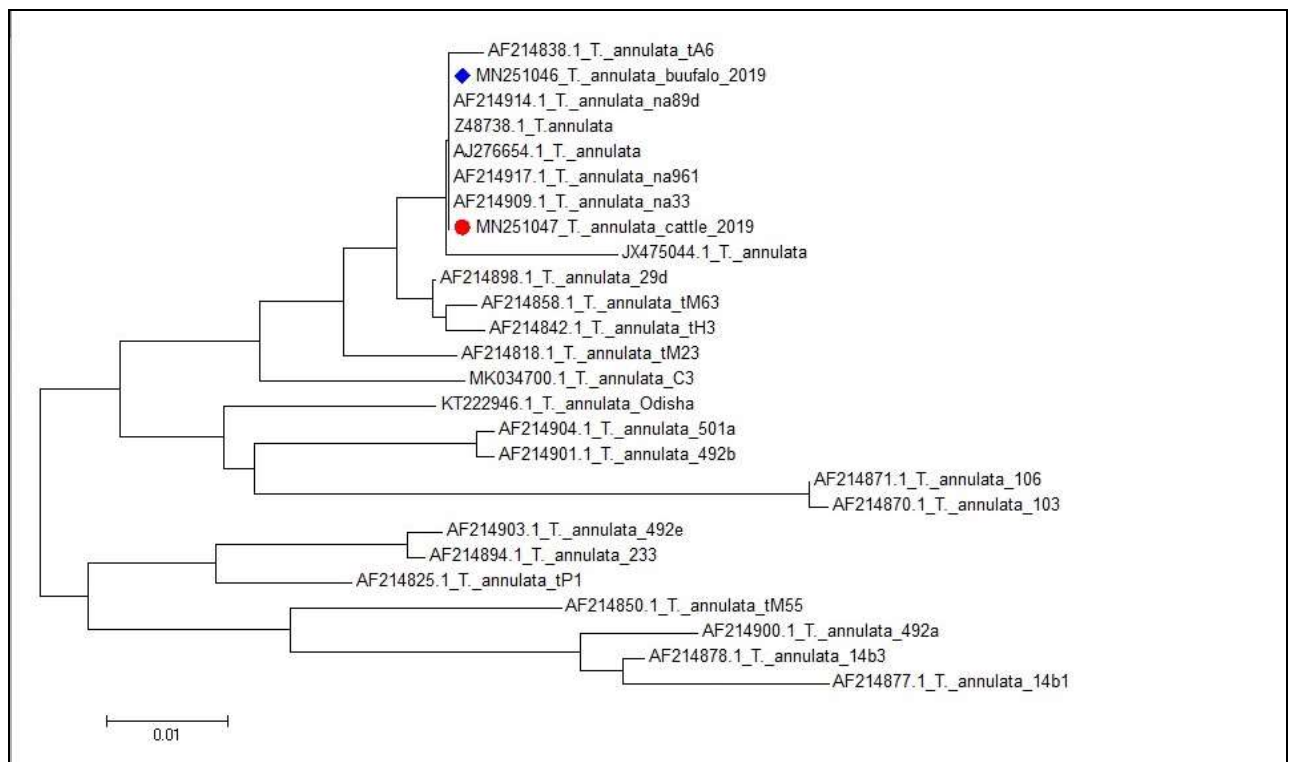 AF214838.1_T._annulata_tA6
MN251046_T._annulata_buufalo_2019
AF214914.1_T._annulata_na89d
Z48738.1_T.annulata
AJ276654.1_T._annulata
AF214917.1_T._annulata_na961
AF214909.1_T._annulata_na33
MN251047_T._annulata_cattle_2019
JX475044.1_T._annulata
AF214898.1_T._annulata_29d
AF214858.1_T._annulata_tM63
AF214842.1_T._annulata_tH3
AF214818.1_T._annulata_tM23
MK034700.1_T._annulata_C3
KT222946.1_T._annulata_Odisha
AF214904.1_T._annulata_501a
AF214901.1_T._annulata_492b
AF214871.1_T._annulata_106
AF214870.1_T._annulata_103
AF214903.1_T._annulata_492e
AF214894.1_T._annulata_233
AF214825.1_T._annulata_tP1
AF214850.1_T._annulata_tM55
AF214900.1_T._annulata_492a
AF214878.1_T._annulata_14b3
AF214877.1_T._annulata_14b1
0.01